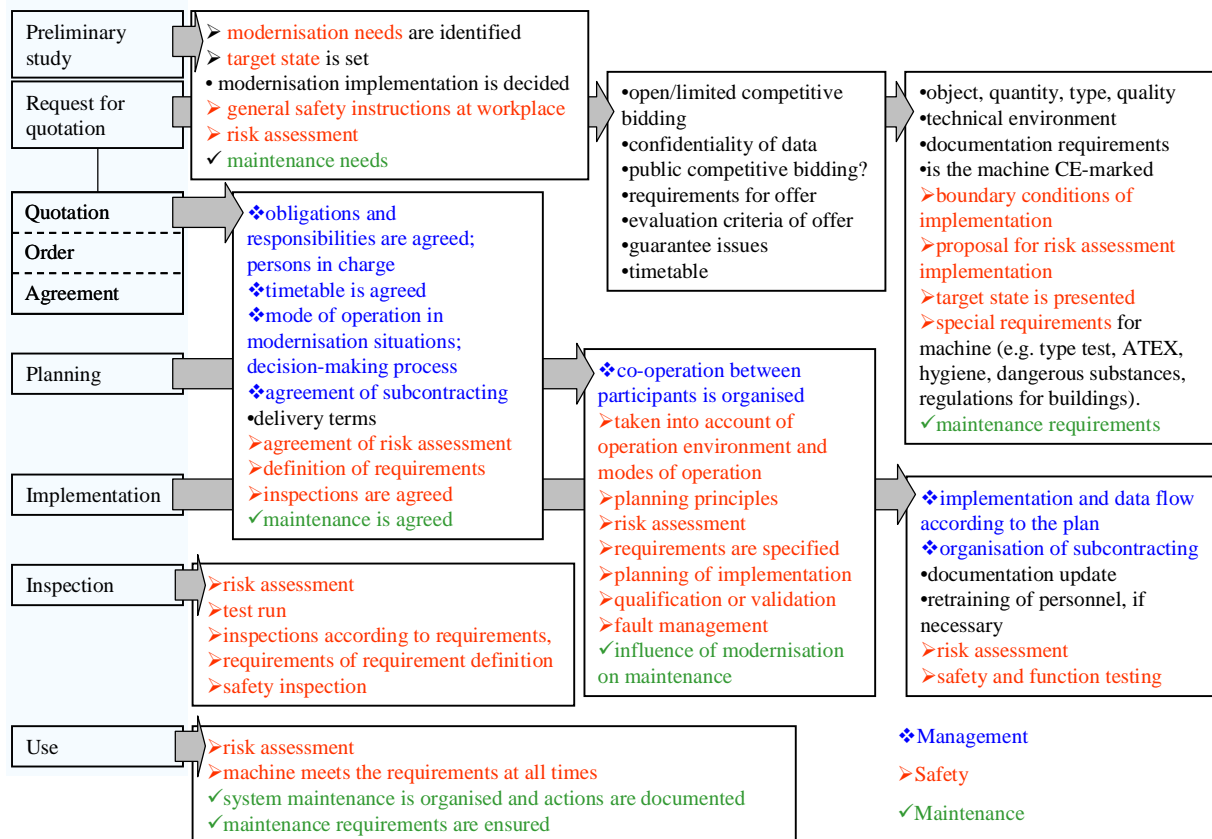 Preliminary
study
Request for
quotation
Quotation
Order
Agreement
Planning
Implementation
Inspection
Use
➢ modernisation needs are identified
➢ target state is set
• modernisation implementation is decided
➢ general safety instructions at workplace
➢ risk assessment
✓ maintenance needs
•open/limited competitive
bidding
•confidentiality of data
•public competitive bidding?
•requirements for offer
•evaluation criteria of offer
•guarantee issues
•timetable
•object, quantity, type, quality
•technical environment
•documentation requirements
•is the machine CE-marked
➢boundary conditions of
implementation
➢proposal for risk assessment
implementation
➢target state is presented
➢special requirements for
machine (e.g. type test, ATEX,
hygiene, dangerous substances,
regulations for buildings).
✓maintenance requirements
❖obligations and
responsibilities are agreed;
persons in charge
❖timetable is agreed
❖mode of operation in
modernisation situations;
decision-making process
❖agreement of subcontracting
•delivery terms
➢agreement of risk assessment
➢definition of requirements
➢inspections are agreed
✓maintenance is agreed
❖co-operation between
participants is organised
➢taken into account of
operation environment and
modes of operation
➢planning principles
➢risk assessment
➢requirements are specified
➢planning of implementation
➢qualification or validation
➢fault management
✓influence of modernisation
on maintenance
❖implementation and data flow
according to the plan
❖organisation of subcontracting
•documentation update
•retraining of personnel, if
necessary
➢risk assessment
➢safety and function testing
➢risk assessment
➢test run
➢inspections according to requirements,
➢requirements of requirement definition
➢safety inspection
➢risk assessment
➢machine meets the requirements at all times
✓system maintenance is organised and actions are documented
✓maintenance requirements are ensured
❖Management
➢Safety
✓Maintenance